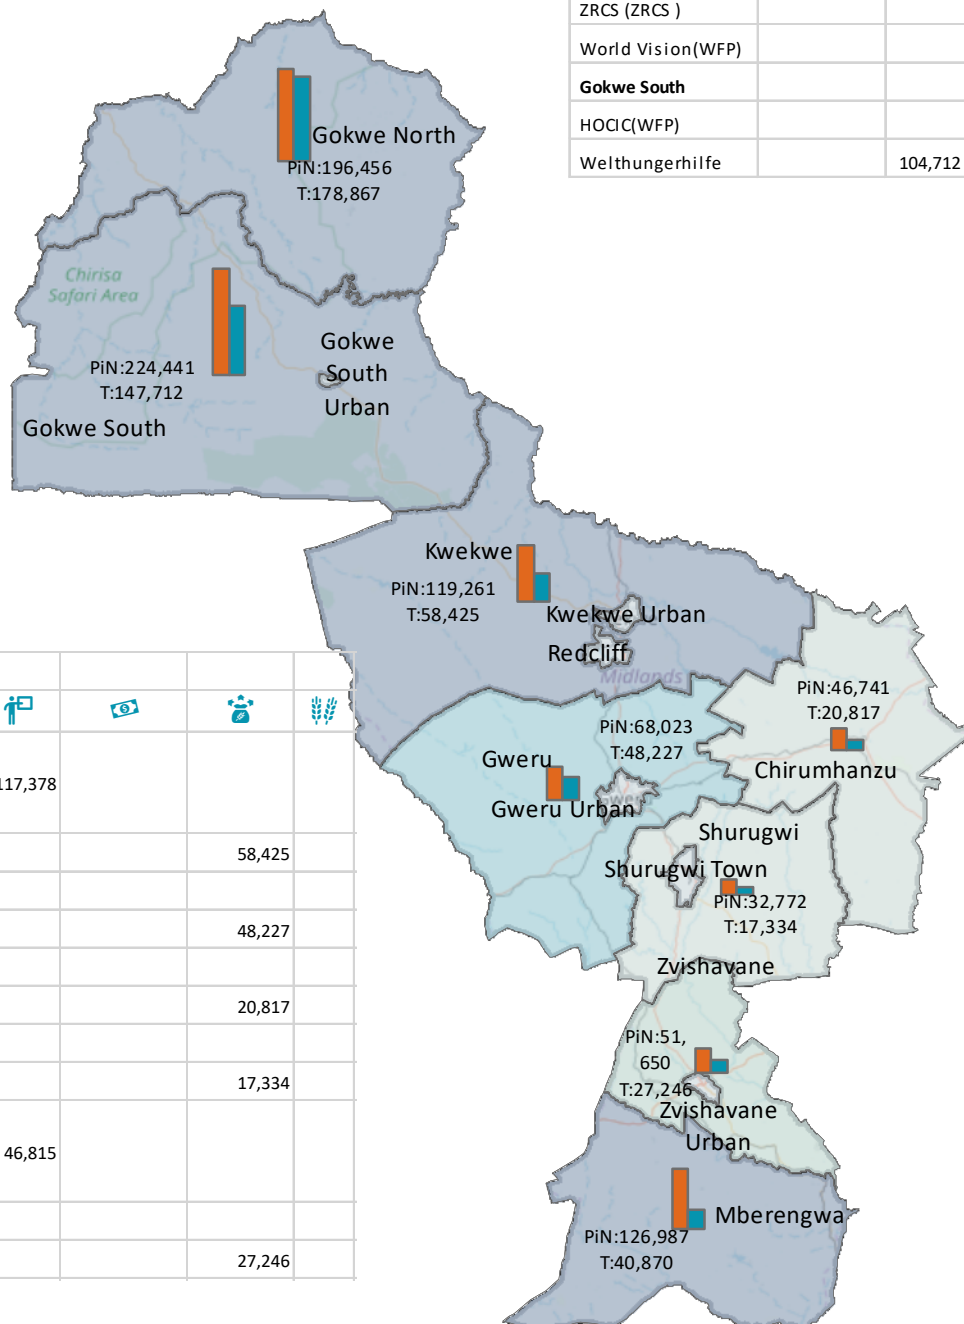 ZRCS (ZRCS )
World Vision(WFP)
Gokwe South
HOCIC(WFP)
Welthungerhilfe 104,712
Gokwe North
PiN:196,456
T:178,867
Chirisa
Safari Area
PiN:224,441
T:147,712
Gokwe South
Gokwe
South
Urban
Kwekwe
PiN:119,261
T:58,425
Kwekwe Urban
Redcliff
Midlands
PiN:46,741
T:20,817
Chirumhanzu
PiN:68,023
T:48,227
Gweru
Gweru Urban
Shurugwi
Shurugwi Town
PiN:32,772
T:17,334
Zvishavane
PiN:51,
650
T:27,246
Zvishavane
Urban
Mberengwa
PiN:126,987
T:40,870
117,378
58,425
48,227
20,817
17,334
46,815
27,246